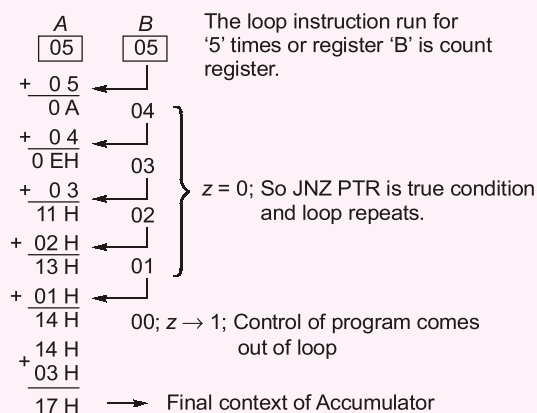 A B
05 05
The loop instruction run for
‘5’ times or register ‘B’ is count
register.
+ 0 5
0 A 04
+ 0 4
0 EH 03
+ 0 3
11 H 02
z = 0; So JNZ PTR is true condition
and loop repeats.
+ 02 H
13 H 01
+ 01 H
14 H 00; z → 1; Control of program comes
out of loop
14 H
+ 03 H
17 H → Final context of Accumulator